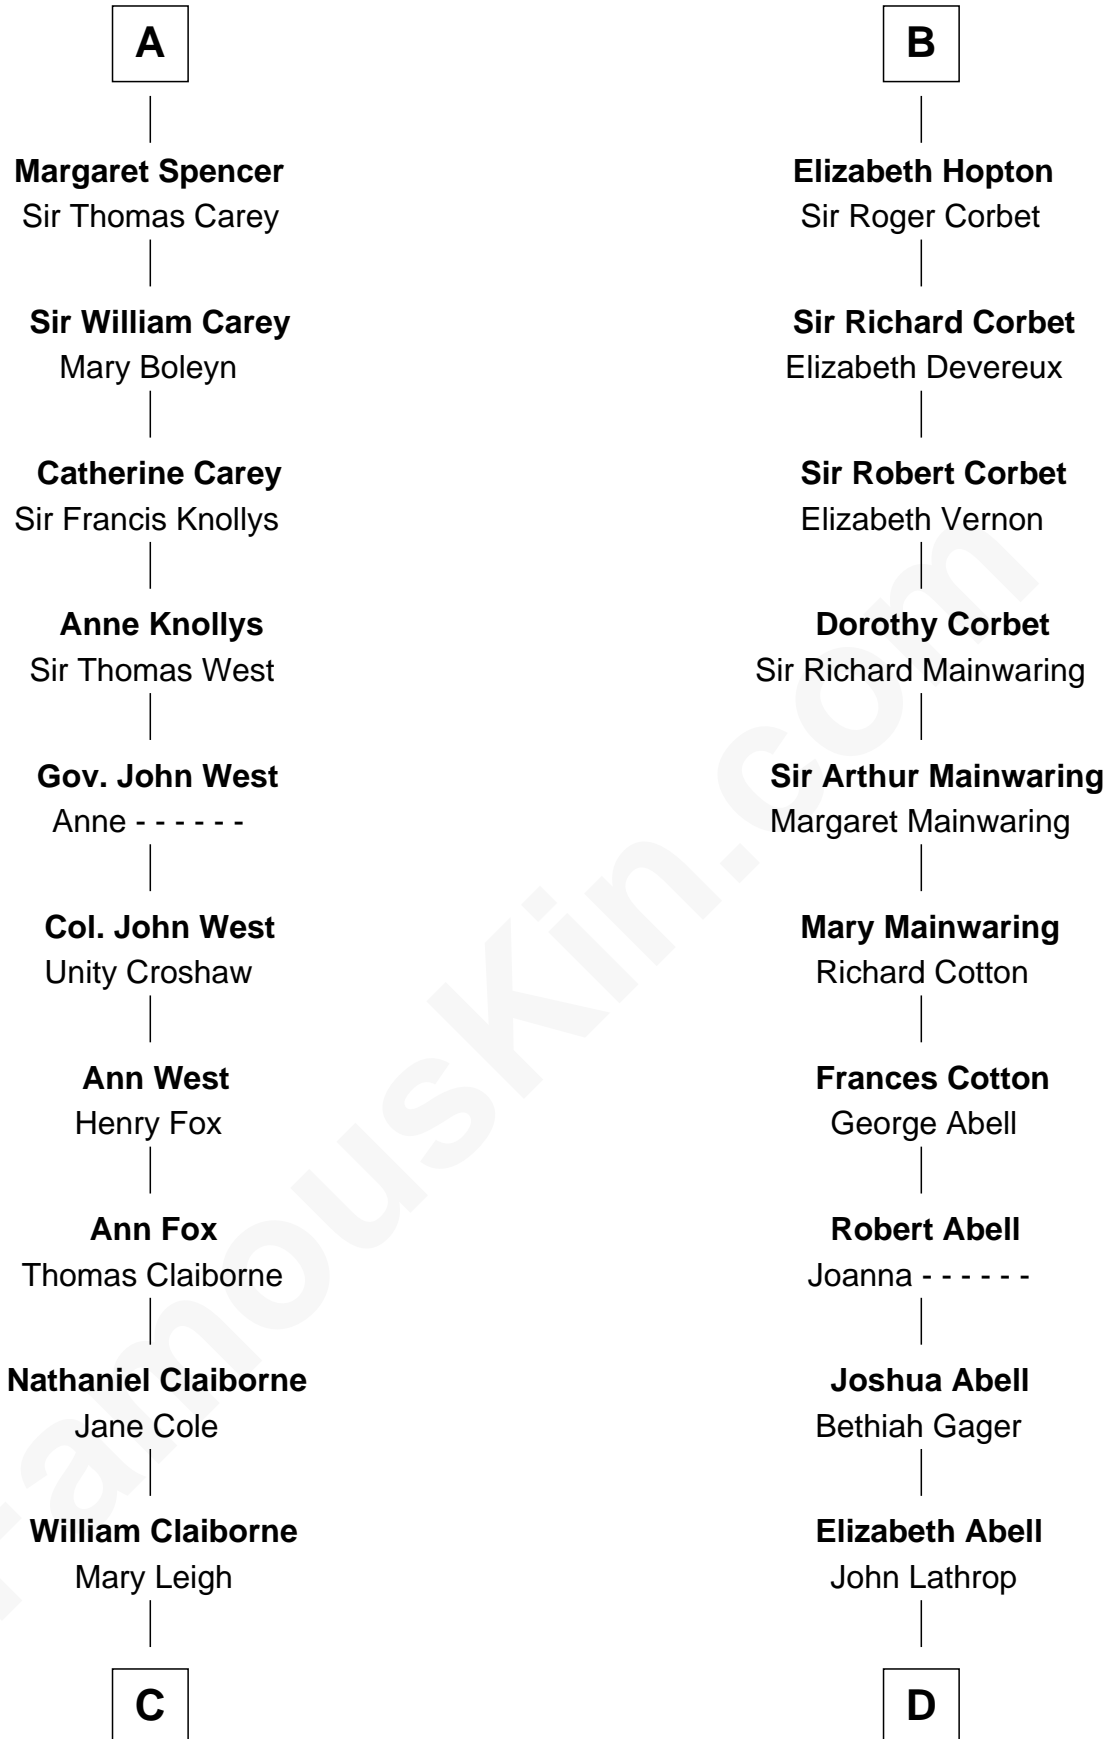 A
Margaret Spencer
Sir Thomas Carey
Sir William Carey
Mary Boleyn
Catherine Carey
Sir Francis Knollys
Anne Knollys
Sir Thomas West
Gov. John West
Anne - - - - - -
Col. John West
Unity Croshaw
Ann West
Henry Fox
Ann Fox
Thomas Claiborne
Nathaniel Claiborne
Jane Cole
William Claiborne
Mary Leigh
C
B
Elizabeth Hopton
Sir Roger Corbet
Sir Richard Corbet
Elizabeth Devereux
Sir Robert Corbet
Elizabeth Vernon
Dorothy Corbet
Sir Richard Mainwaring
Sir Arthur Mainwaring
Margaret Mainwaring
Mary Mainwaring
Richard Cotton
Frances Cotton
George Abell
Robert Abell
Joanna - - - - - -
Joshua Abell
Bethiah Gager
Elizabeth Abell
John Lathrop
D
FamousKin.com